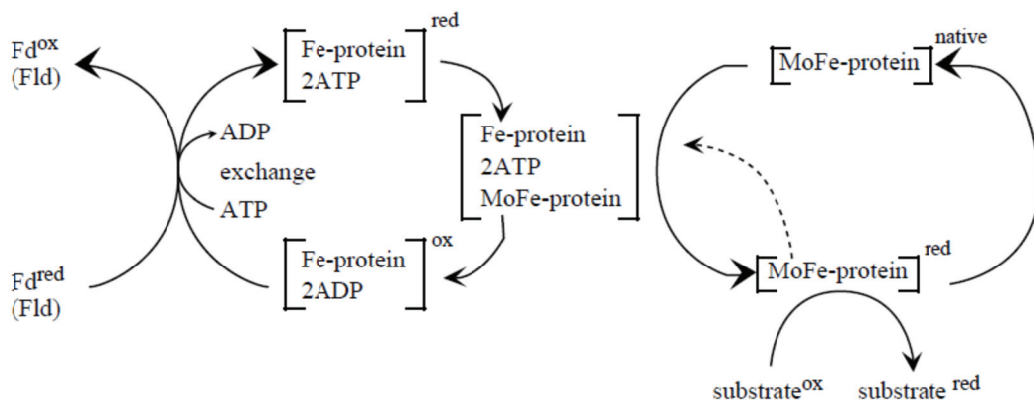 Fd^ox
(Fld)
Fe-protein
2ATP
red
ADP
exchange
ATP
Fd^red
(Fld)
Fe-protein
2ADP
ox
Fe-protein
2ATP
MoFe-protein
MoFe-protein
native
MoFe-protein
red
substrate^ox
substrate ^red